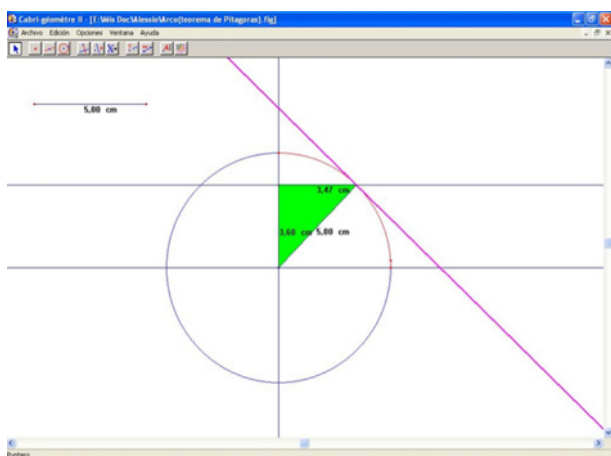 Cabri-géomètre II - [E:\Mis Doc\Alessio\Arco(teorema de Pitagoras).fig]
Archivo Edición Opciones Ventana Ayuda
5,00 cm
3,47 cm
3,60 cm 5,00 cm
Puntero